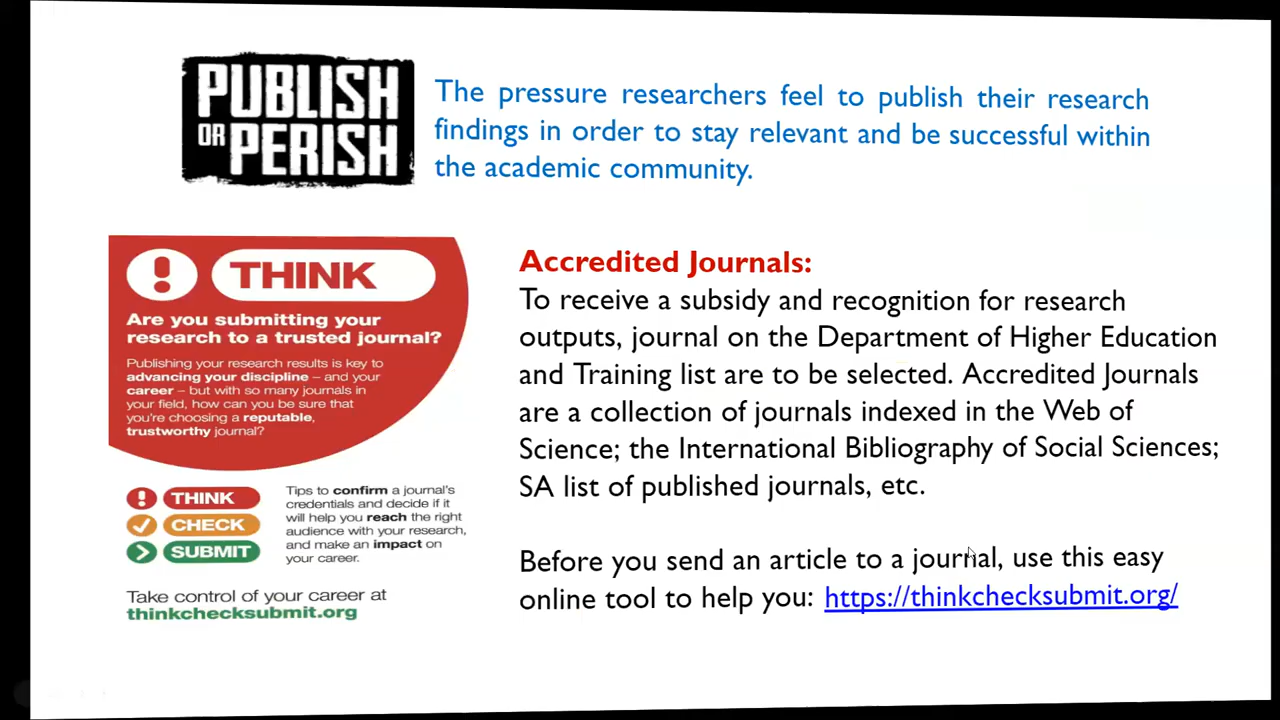 PUBLISH
OR PERISH
The pressure researchers feel to publish their research
findings in order to stay relevant and be successful within
the academic community.
! THINK
Are you submitting your
research to a trusted journal?
Publishing your research results is key to
advancing your discipline – and your
career – but with so many journals in
your field, how can you be sure that
you're choosing a reputable,
trustworthy journal?
! THINK
CHECK
SUBMIT
Tips to confirm a journal's
credentials and decide if it
will help you reach the right
audience with your research,
and make an impact on
your career.
Take control of your career at
thinkchecksubmit.org
Accredited Journals:
To receive a subsidy and recognition for research
outputs, journal on the Department of Higher Education
and Training list are to be selected. Accredited Journals
are a collection of journals indexed in the Web of
Science; the International Bibliography of Social Sciences;
SA list of published journals, etc.
Before you send an article to a journal, use this easy
online tool to help you: https://thinkchecksubmit.org/